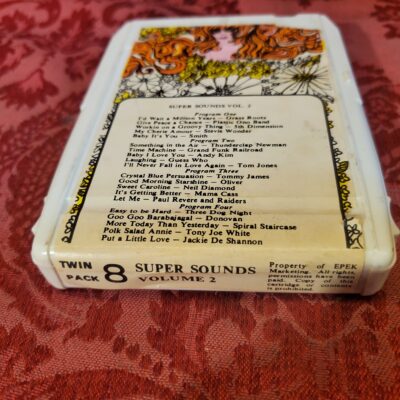 SUPER SOUNDS VOL. 2
Program One
I'd Wait a Million Years — Grass Roots
Give Peace a Chance — Plastic Ono Band
Workin on a Groovy Thing — 5th Dimension
My Cherie Amour — Stevie Wonder
Baby It's You — Smith
Program Two
Something in the Air — Thunderclap Newman
Time Machine — Grand Funk Railroad
Baby I Love You — Andy Kim
Laughing — Guess Who
I'll Never Fall in Love Again — Tom Jones
Program Three
Crystal Blue Persuation — Tommy James
Good Morning Starshine — Oliver
Sweet Caroline — Neil Diamond
It's Getting Better — Mama Cass
Let Me — Paul Revere and Raiders
Program Four
Easy to be Hard — Three Dog Night
Goo Goo Barabajagal — Donovan
More Today Than Yesterday — Spiral Staircase
Polk Salad Annie — Tony Joe White
Put a Little Love — Jackie De Shannon
TWIN PACK 8
SUPER SOUNDS
VOLUME 2
Property of EPEK
Marketing. All rights,
permissions have been
paid. Copy of this
cartridge or contents
is prohibited.